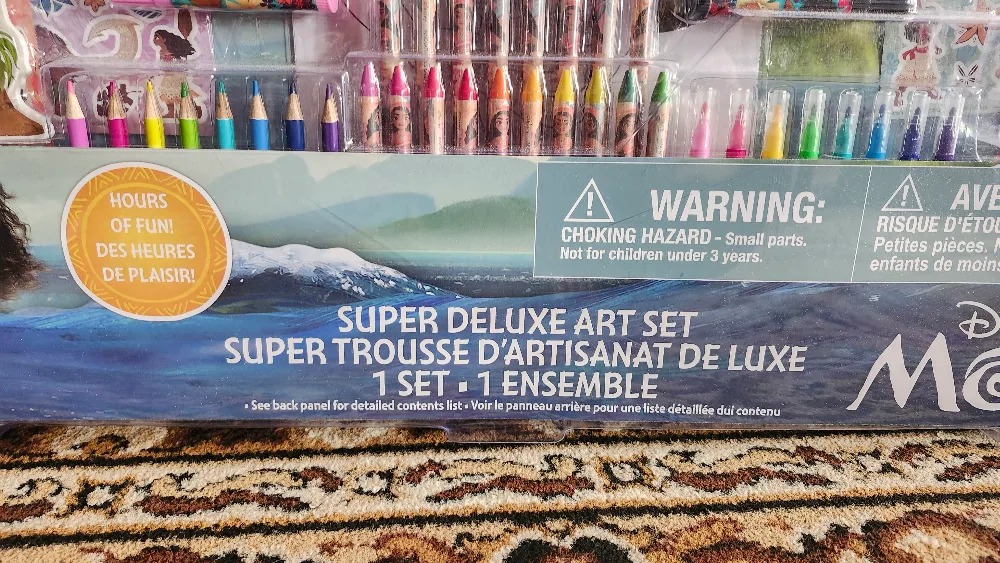 HOURS
OF FUN!
DES HEURES
DE PLAISIR!
WARNING:
CHOKING HAZARD – Small parts.
Not for children under 3 years.
AVE
RISQUE D'ÉTOU
Petites pièces.
enfants de moins
SUPER DELUXE ART SET
SUPER TROUSSE D'ARTISANAT DE LUXE
1 SET • 1 ENSEMBLE
• See back panel for detailed contents list • Voir le panneau arrière pour une liste détaillée dui contenu
D
Mo